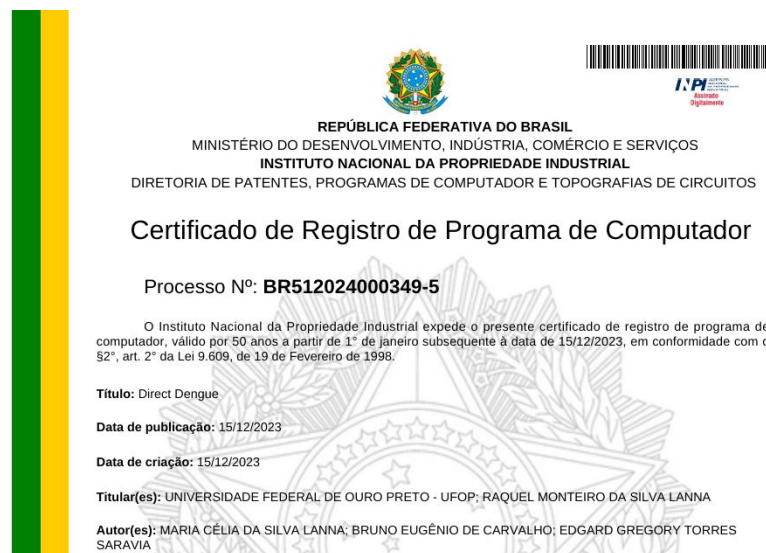 INPI
Assinado
Digitalmente
REPÚBLICA FEDERATIVA DO BRASIL
MINISTÉRIO DO DESENVOLVIMENTO, INDÚSTRIA, COMÉRCIO E SERVIÇOS
INSTITUTO NACIONAL DA PROPRIEDADE INDUSTRIAL
DIRETORIA DE PATENTES, PROGRAMAS DE COMPUTADOR E TOPOGRAFIAS DE CIRCUITOS
Certificado de Registro de Programa de Computador
Processo Nº: BR512024000349-5
O Instituto Nacional da Propriedade Industrial expede o presente certificado de registro de programa de
computador, válido por 50 anos a partir de 1° de janeiro subsequente à data de 15/12/2023, em conformidade com
§2°, art. 2° da Lei 9.609, de 19 de Fevereiro de 1998.
Título: Direct Dengue
Data de publicação: 15/12/2023
Data de criação: 15/12/2023
Titular(es): UNIVERSIDADE FEDERAL DE OURO PRETO - UFOP; RAQUEL MONTEIRO DA SILVA LANNA
Autor(es): MARIA CÉLIA DA SILVA LANNA; BRUNO EUGÊNIO DE CARVALHO; EDGARD GREGORY TORRES
SARAVIA